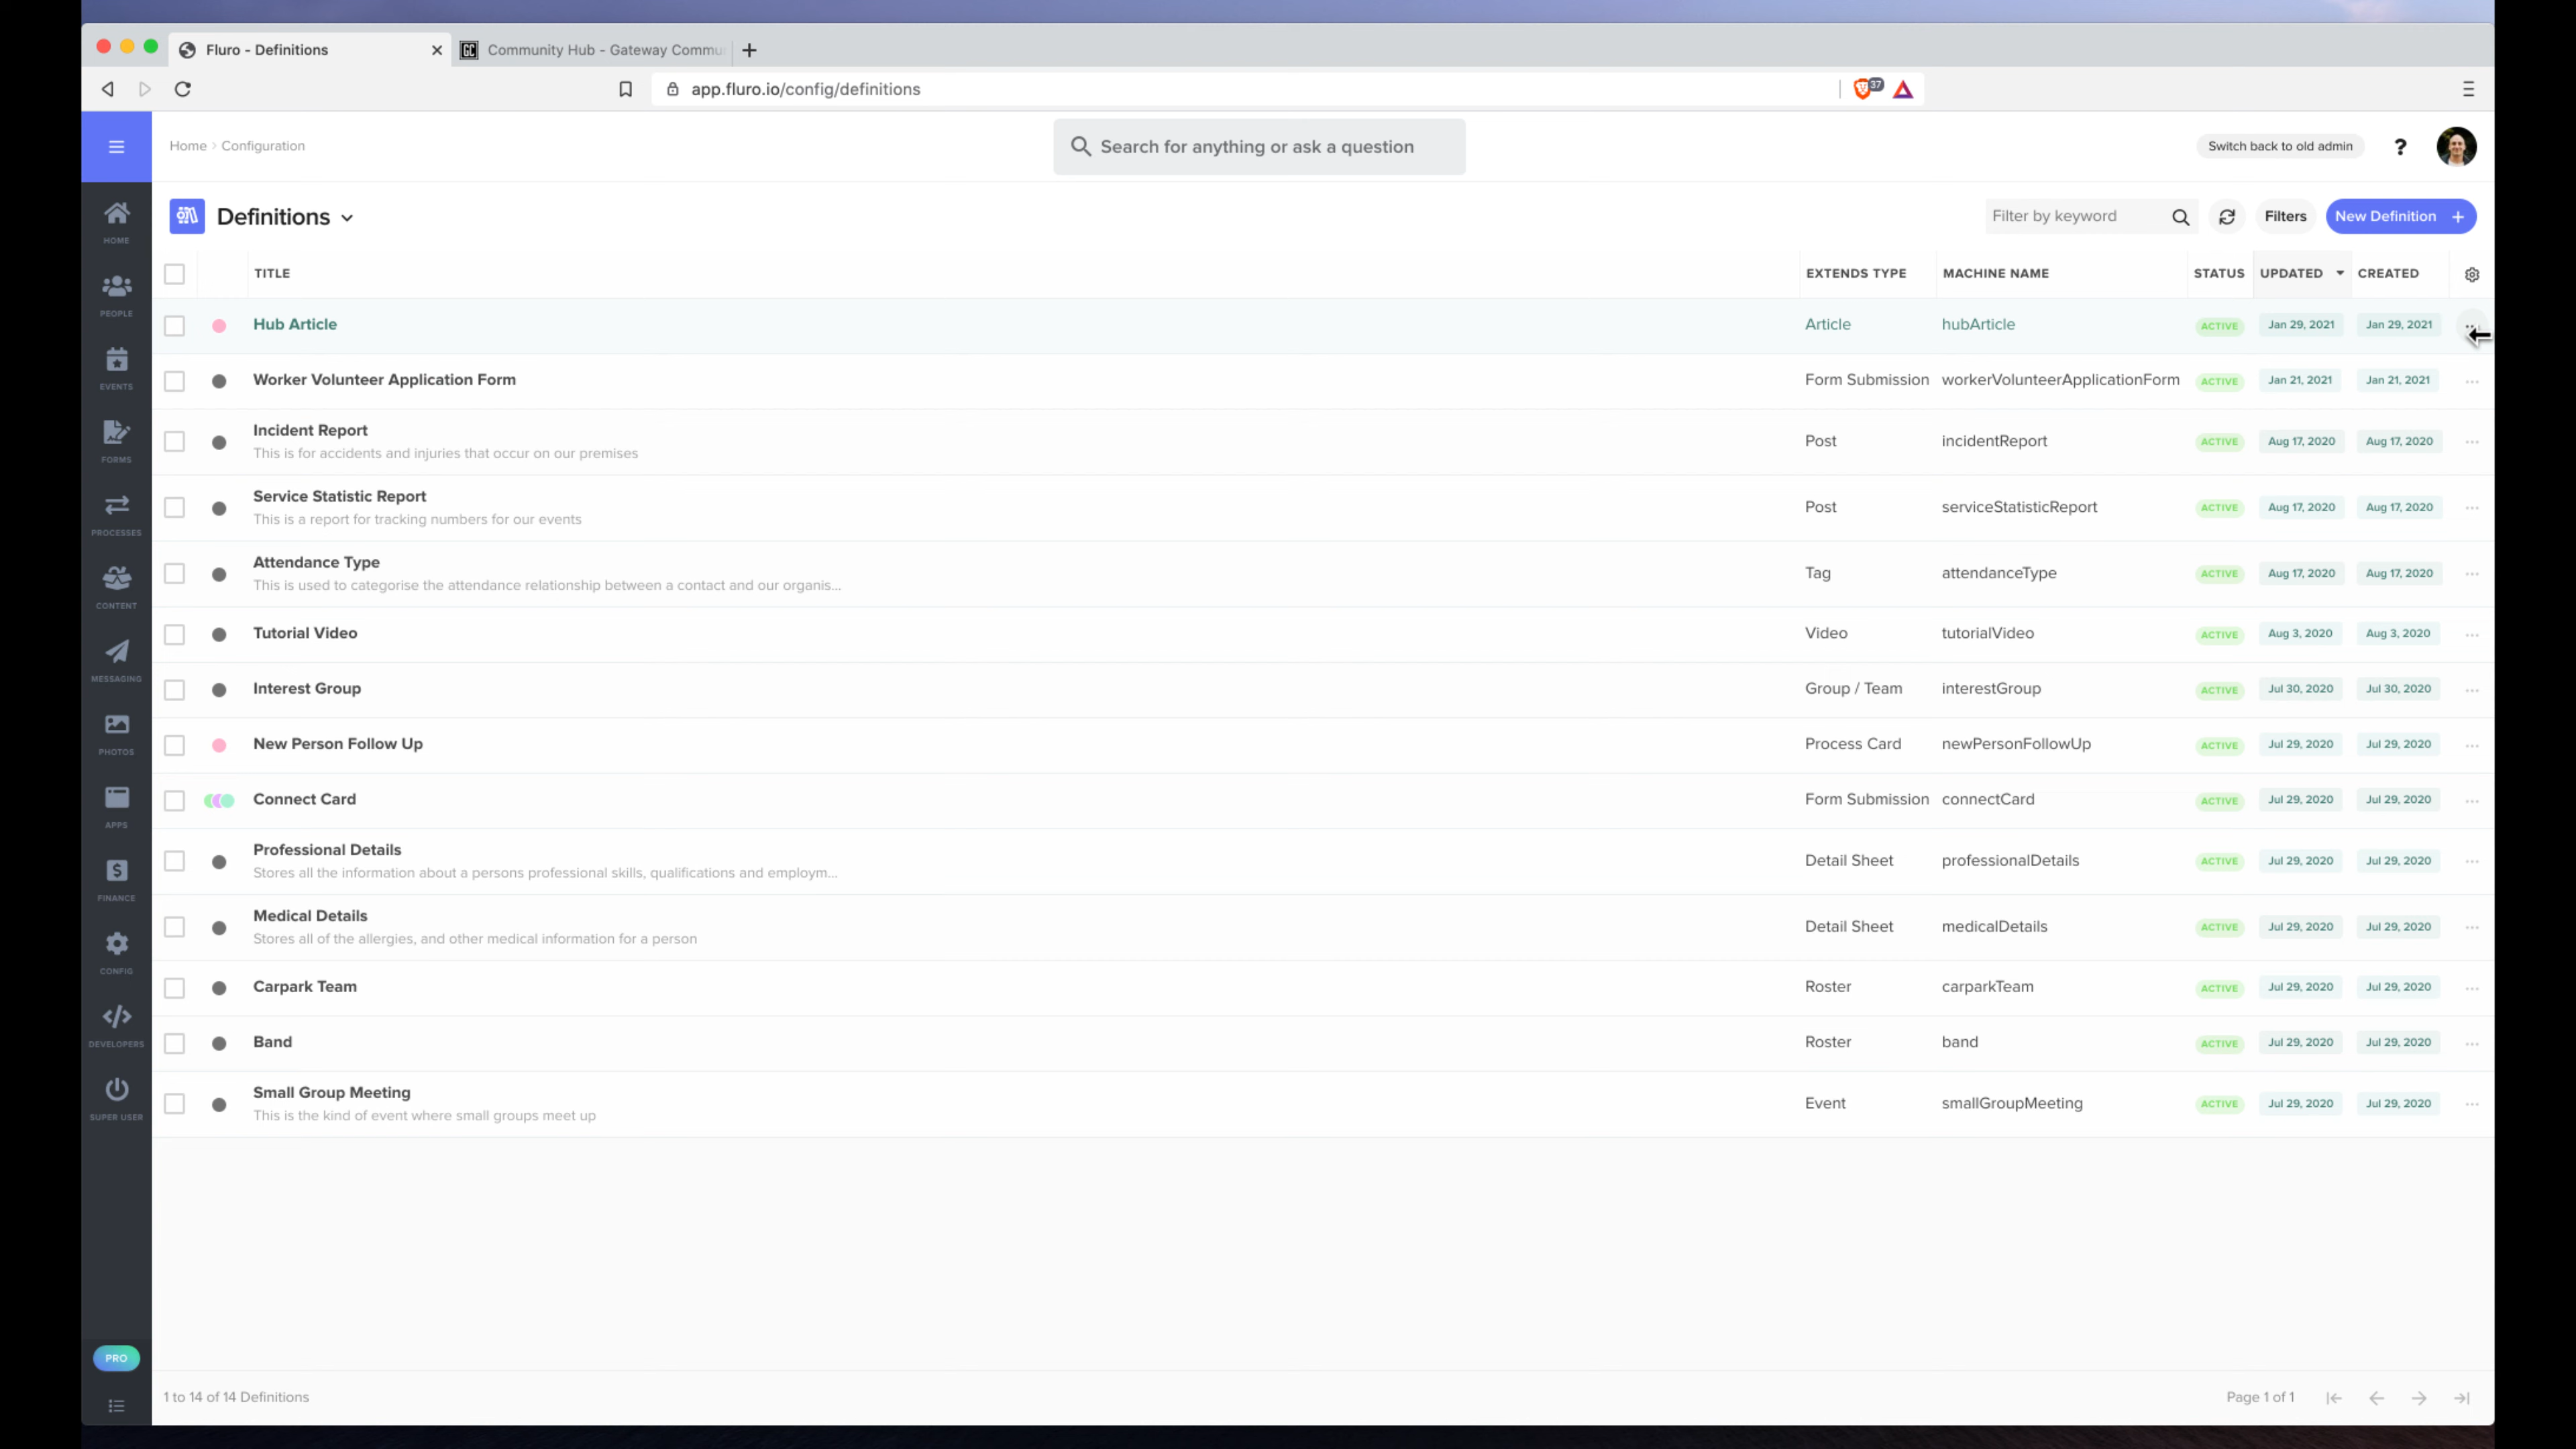 Fluro - Definitions
Community Hub - Gateway Commu
app.fluro.io/config/definitions
37
Home › Configuration
Search for anything or ask a question
Switch back to old admin
?
Definitions
Filter by keyword
Filters
New Definition +
TITLE EXTENDS TYPE MACHINE NAME STATUS UPDATED CREATED
Hub Article Article hubArticle ACTIVE Jan 29, 2021 Jan 29, 2021
Worker Volunteer Application Form Form Submission workerVolunteerApplicationForm ACTIVE Jan 21, 2021 Jan 21, 2021
Incident Report Post incidentReport ACTIVE Aug 17, 2020 Aug 17, 2020
This is for accidents and injuries that occur on our premises
Service Statistic Report Post serviceStatisticReport ACTIVE Aug 17, 2020 Aug 17, 2020
This is a report for tracking numbers for our events
Attendance Type Tag attendanceType ACTIVE Aug 17, 2020 Aug 17, 2020
This is used to categorise the attendance relationship between a contact and our organis...
Tutorial Video Video tutorialVideo ACTIVE Aug 3, 2020 Aug 3, 2020
Interest Group Group / Team interestGroup ACTIVE Jul 30, 2020 Jul 30, 2020
New Person Follow Up Process Card newPersonFollowUp ACTIVE Jul 29, 2020 Jul 29, 2020
Connect Card Form Submission connectCard ACTIVE Jul 29, 2020 Jul 29, 2020
Professional Details Detail Sheet professionalDetails ACTIVE Jul 29, 2020 Jul 29, 2020
Stores all the information about a persons professional skills, qualifications and employm...
Medical Details Detail Sheet medicalDetails ACTIVE Jul 29, 2020 Jul 29, 2020
Stores all of the allergies, and other medical information for a person
Carpark Team Roster carparkTeam ACTIVE Jul 29, 2020 Jul 29, 2020
Band Roster band ACTIVE Jul 29, 2020 Jul 29, 2020
Small Group Meeting Event smallGroupMeeting ACTIVE Jul 29, 2020 Jul 29, 2020
This is the kind of event where small groups meet up
HOME
PEOPLE
EVENTS
FORMS
PROCESSES
CONTENT
MESSAGING
PHOTOS
APPS
FINANCE
CONFIG
DEVELOPERS
SUPER USER
PRO
1 to 14 of 14 Definitions
Page 1 of 1